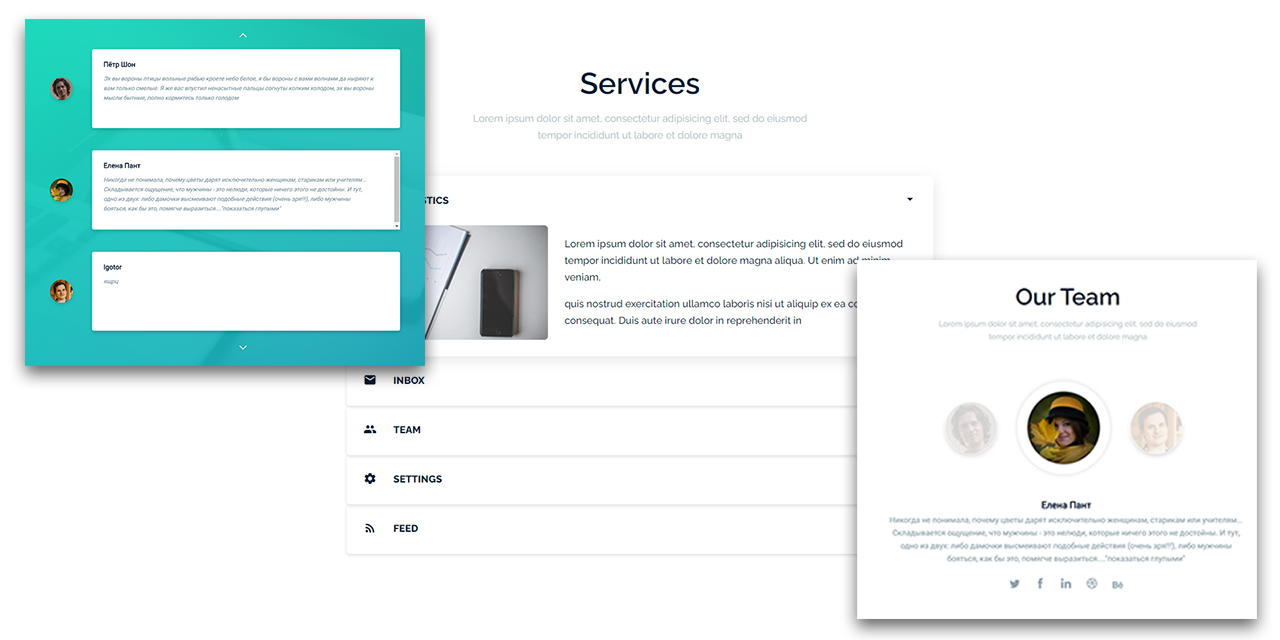 Пётр Шон
Эх вы вороны птицы вольные рябью кроете небо белое, я бы вороны с вами волнами да ныряют к
вам только смелые. Я же вас впустил ненасытные пальцы согнуты колким холодом, эх вы вороны
мысли бытные, полно кормитесь только голодом
Елена Пант
Никогда не понимала, почему цветы дарят исключительно женщинам, старикам или учителям...
Складывается ощущение, что мужчины - это нелюди, которые ничего этого не достойны. И тут,
одно из двух: либо дамочки высмеивают подобные действия (очень зря!!!), либо мужчины
бояться, как бы это, помягче выразиться...."показаться глупыми"
Igotor
ящрц
Services
Lorem ipsum dolor sit amet, consectetur adipisicing elit, sed do eiusmod
tempor incididunt ut labore et dolore magna
STICS
Lorem ipsum dolor sit amet, consectetur adipisicing elit, sed do eiusmod
tempor incididunt ut labore et dolore magna aliqua. Ut enim ad minim
veniam,
quis nostrud exercitation ullamco laboris nisi ut aliquip ex ea co
consequat. Duis aute irure dolor in reprehenderit in
INBOX
TEAM
SETTINGS
FEED
Our Team
Lorem ipsum dolor sit amet, consectetur adipisicing elit, sed do eiusmod
tempor incididunt ut labore et dolore magna
Елена Пант
Никогда не понимала, почему цветы дарят исключительно женщинам, старикам или учителям...
Складывается ощущение, что мужчины - это нелюди, которые ничего этого не достойны. И тут,
одно из двух: либо дамочки высмеивают подобные действия (очень зря!!!), либо мужчины
бояться, как бы это, помягче выразиться...."показаться глупыми"